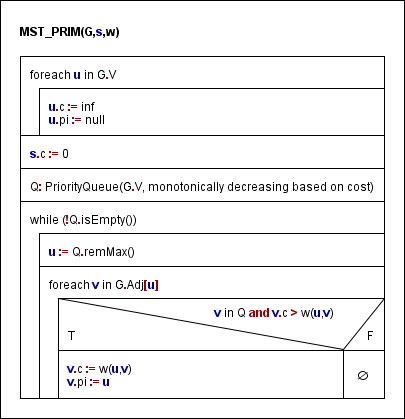 MST_PRIM(G,s,w)
foreach u in G.V
u.c := inf
u.pi := null
s.c := 0
Q: PriorityQueue(G.V, monotonically decreasing based on cost)
while (!Q.isEmpty())
u := Q.remMax()
foreach v in G.Adj[u]
v in Q and v.c > w(u,v)
T F
v.c := w(u,v)
v.pi := u
∅